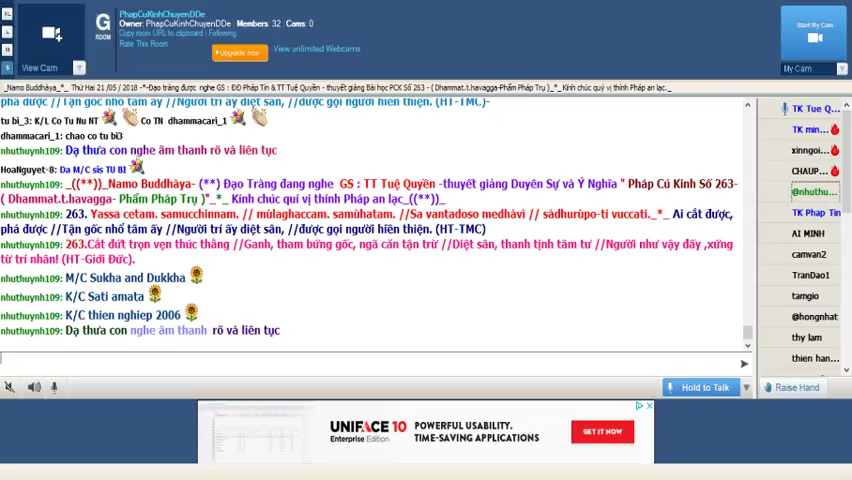 PhapCuKinhChuyenDDe
Owner: PhapCuKinhChuyenDDe Members: 32 Cams: 0
Copy room URL to clipboard | Following
Rate This Room
G
ROOM
Upgrade now
View unlimited Webcams
XL
L
M
S
View Cam
Start My Cam
My Cam
_Namo Buddhàya_*_ Thứ Hai 21 /05 / 2018 -*-Đạo tràng được nghe GS : ĐĐ Pháp Tín & TT Tuệ Quyền - thuyết giảng Bài học PCK Số 263 - ( Dhammat.t.havagga-Phẩm Pháp Trụ )_*_ Kính chúc quí vị thính Pháp an lạc._
phá được //Tận gốc nhổ tâm ấy //Người trí ấy diệt sân, //được gọi người hiền thiện. (HT-TMC)-
tu bi_3: K/L Co Tu Nu NT Co TN dhammacari_1
dhammacari_1: chao co tu bi3
nhuthuynh109: Dạ thưa con nghe âm thanh rõ và liên tục
HoaNguyet-8: Da M/C sis TU BI
nhuthuynh109: _((**))_Namo Buddhàya- (**) Đạo Tràng đang nghe GS : TT Tuệ Quyền -thuyết giảng Duyên Sự và Ý Nghĩa " Pháp Cú Kinh Số 263-
( Dhammat.t.havagga- Phẩm Pháp Trụ )"_*_ Kính chúc quí vị thính Pháp an lạc_((**))_
nhuthuynh109: 263. Yassa cetam. samucchinnam. // mùlaghaccam. samùhatam. //Sa vantadoso medhàvì // sàdhurùpo-ti vuccati._*_ Ai cắt được,
phá được //Tận gốc nhổ tâm ấy //Người trí ấy diệt sân, //được gọi người hiền thiện. (HT-TMC)
nhuthuynh109: 263.Cắt đứt trọn vẹn thúc thằng //Ganh, tham bứng gốc, ngã căn tận trừ //Diệt sân, thanh tịnh tâm tư //Người như vậy đấy ,xứng
từ trí nhân! (HT-Giới Đức).
nhuthuynh109: M/C Sukha and Dukkha
nhuthuynh109: K/C Sati amata
nhuthuynh109: K/C thien nghiep 2006
nhuthuynh109: Dạ thưa con nghe âm thanh rõ và liên tục
TK Tue Q...
TK min...
xinngoi...
CHAUP...
@nhuthu...
TK Phap Tin
AI MINH
camvan2
TranDao1
tamgio
@hongnhat
thy lam
thien han...
Hold to Talk
Raise Hand
UNIFACE 10
Enterprise Edition
POWERFUL USABILITY.
TIME-SAVING APPLICATIONS
GET IT NOW